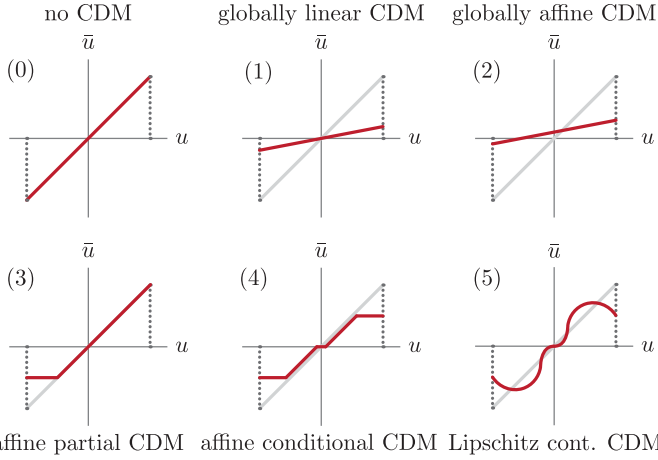 no CDM globally linear CDM globally affine CDM
ū ū ū
(0) (1) (2)
u u u
ū ū ū
(3) (4) (5)
u u u
affine partial CDM affine conditional CDM Lipschitz cont. CDM